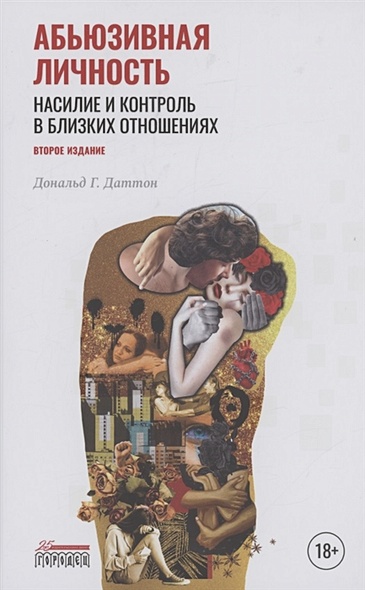 АБЬЮЗИВНАЯ
ЛИЧНОСТЬ
НАСИЛИЕ И КОНТРОЛЬ
В БЛИЗКИХ ОТНОШЕНИЯХ
ВТОРОЕ ИЗДАНИЕ
Дональд Г. Даттон
25
ГОРОДЕЦ
18+